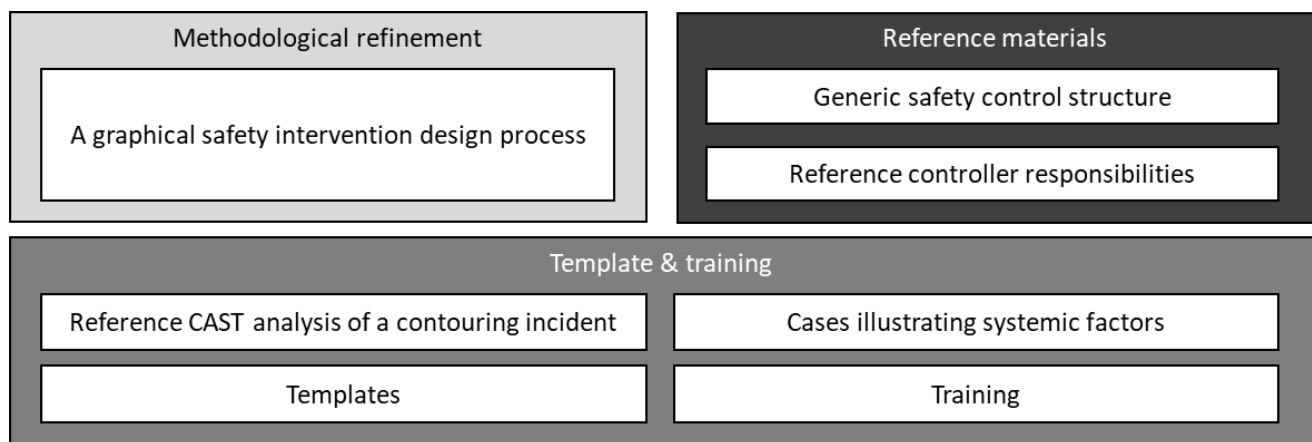 Methodological refinement
A graphical safety intervention design process
Reference materials
Generic safety control structure
Reference controller responsibilities
Template & training
Reference CAST analysis of a contouring incident
Cases illustrating systemic factors
Templates
Training